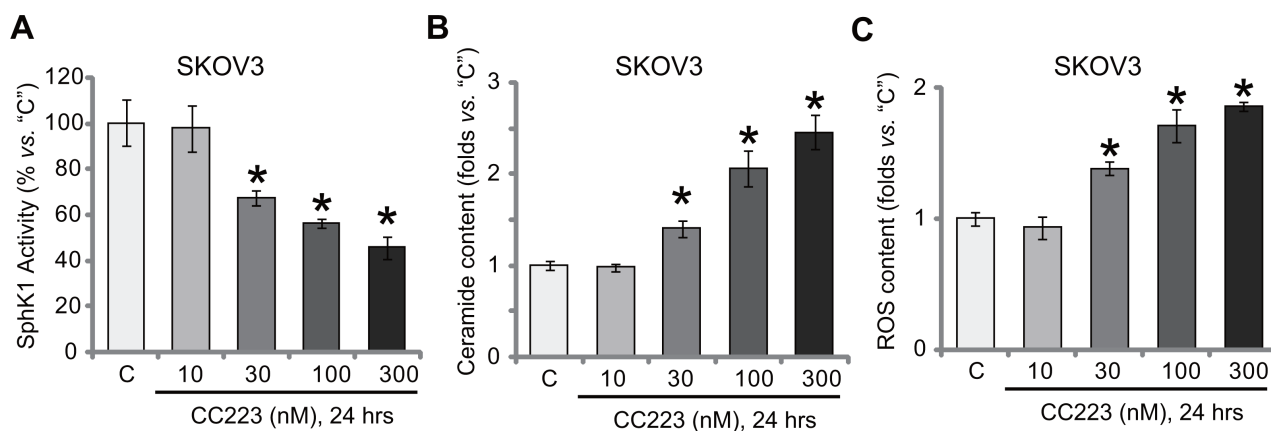 A
SKOV3
SphK1 Activity (% vs. “C”)
120
100
80
60
40
20
0
*
*
*
C 10 30 100 300
CC223 (nM), 24 hrs
B
SKOV3
Ceramide content (folds vs. “C”)
3
2
1
0
*
*
*
C 10 30 100 300
CC223 (nM), 24 hrs
C
SKOV3
ROS content (folds vs. “C”)
2
1
0
*
*
*
C 10 30 100 300
CC223 (nM), 24 hrs